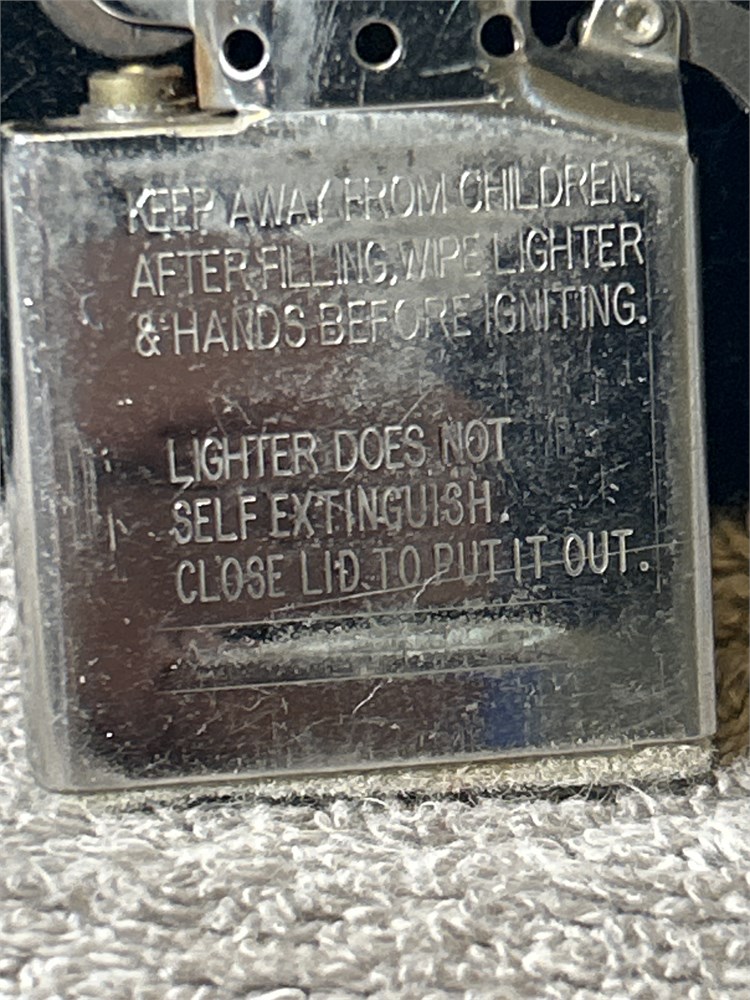 KEEP AWAY FROM CHILDREN.
AFTER FILLING, WIPE LIGHTER
& HANDS BEFORE IGNITING.
LIGHTER DOES NOT
SELF EXTINGUISH.
CLOSE LID TO PUT IT OUT.